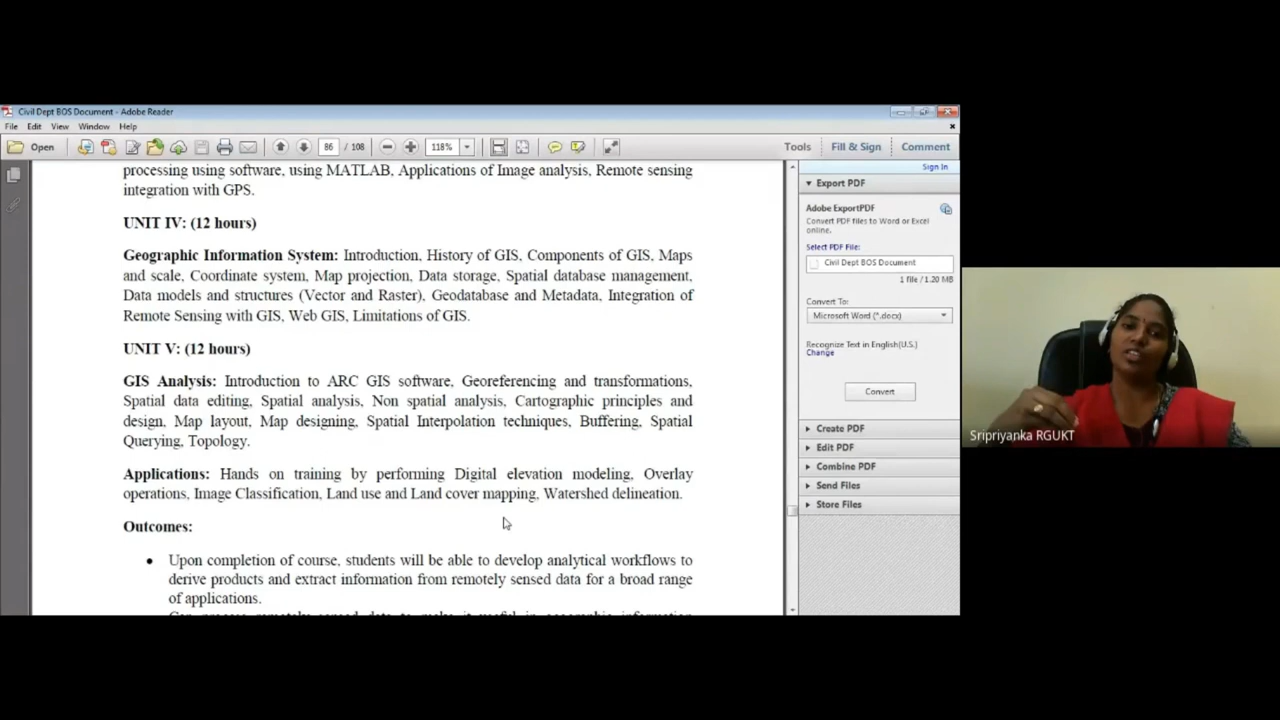 Civil Dept BOS Document - Adobe Reader
File Edit View Window Help
Open 86 / 108 118% Tools Fill & Sign Comment
Sign In
processing using software, using MATLAB, Applications of Image analysis, Remote sensing
integration with GPS.
UNIT IV: (12 hours)
Geographic Information System: Introduction, History of GIS, Components of GIS, Maps
and scale, Coordinate system, Map projection, Data storage, Spatial database management,
Data models and structures (Vector and Raster), Geodatabase and Metadata, Integration of
Remote Sensing with GIS, Web GIS, Limitations of GIS.
UNIT V: (12 hours)
GIS Analysis: Introduction to ARC GIS software, Georeferencing and transformations,
Spatial data editing, Spatial analysis, Non spatial analysis, Cartographic principles and
design, Map layout, Map designing, Spatial Interpolation techniques, Buffering, Spatial
Querying, Topology.
Applications: Hands on training by performing Digital elevation modeling, Overlay
operations, Image Classification, Land use and Land cover mapping, Watershed delineation.
Outcomes:
• Upon completion of course, students will be able to develop analytical workflows to
derive products and extract information from remotely sensed data for a broad range
of applications.
Export PDF
Adobe ExportPDF
Convert PDF files to Word or Excel
online.
Select PDF File:
Civil Dept BOS Document
1 file / 1.20 MB
Convert To:
Microsoft Word (*.docx)
Recognize Text in English(U.S.)
Change
Convert
Create PDF
Edit PDF
Combine PDF
Send Files
Store Files
Sripriyanka RGUKT